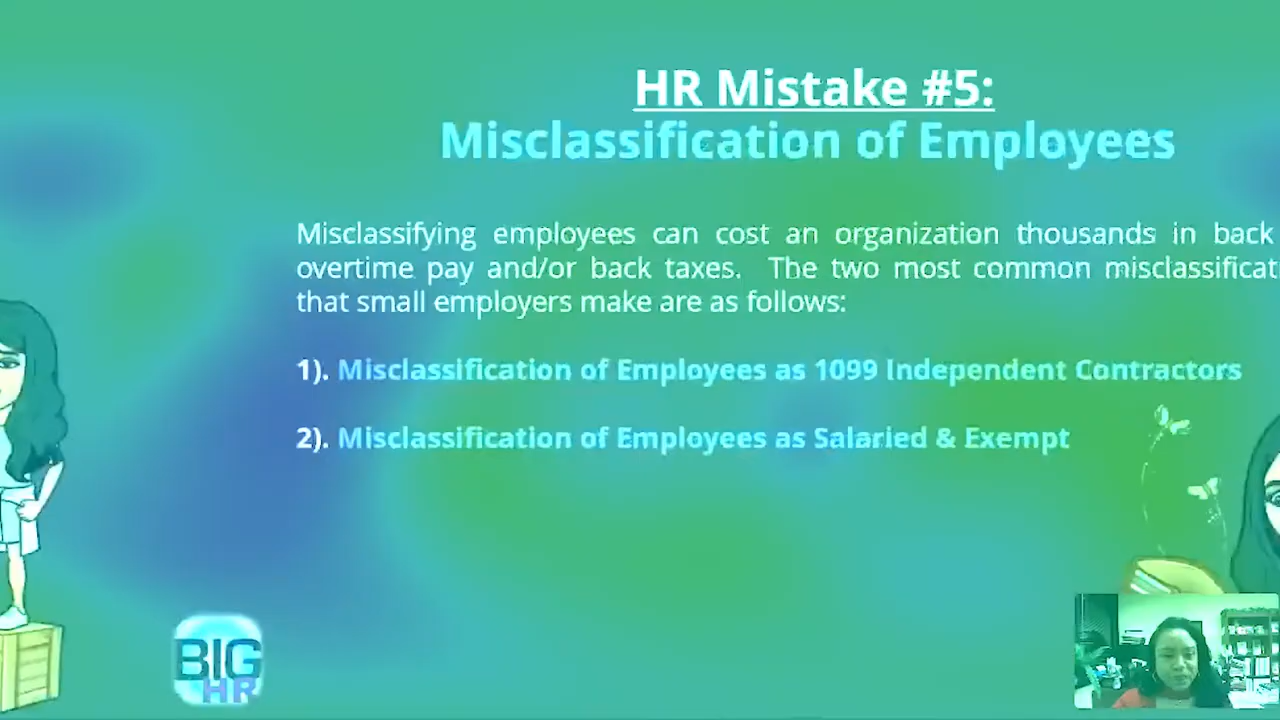 HR Mistake #5:
Misclassification of Employees
Misclassifying employees can cost an organization thousands in back
overtime pay and/or back taxes. The two most common misclassificat
that small employers make are as follows:
1). Misclassification of Employees as 1099 Independent Contractors
2). Misclassification of Employees as Salaried & Exempt
BIG
HR